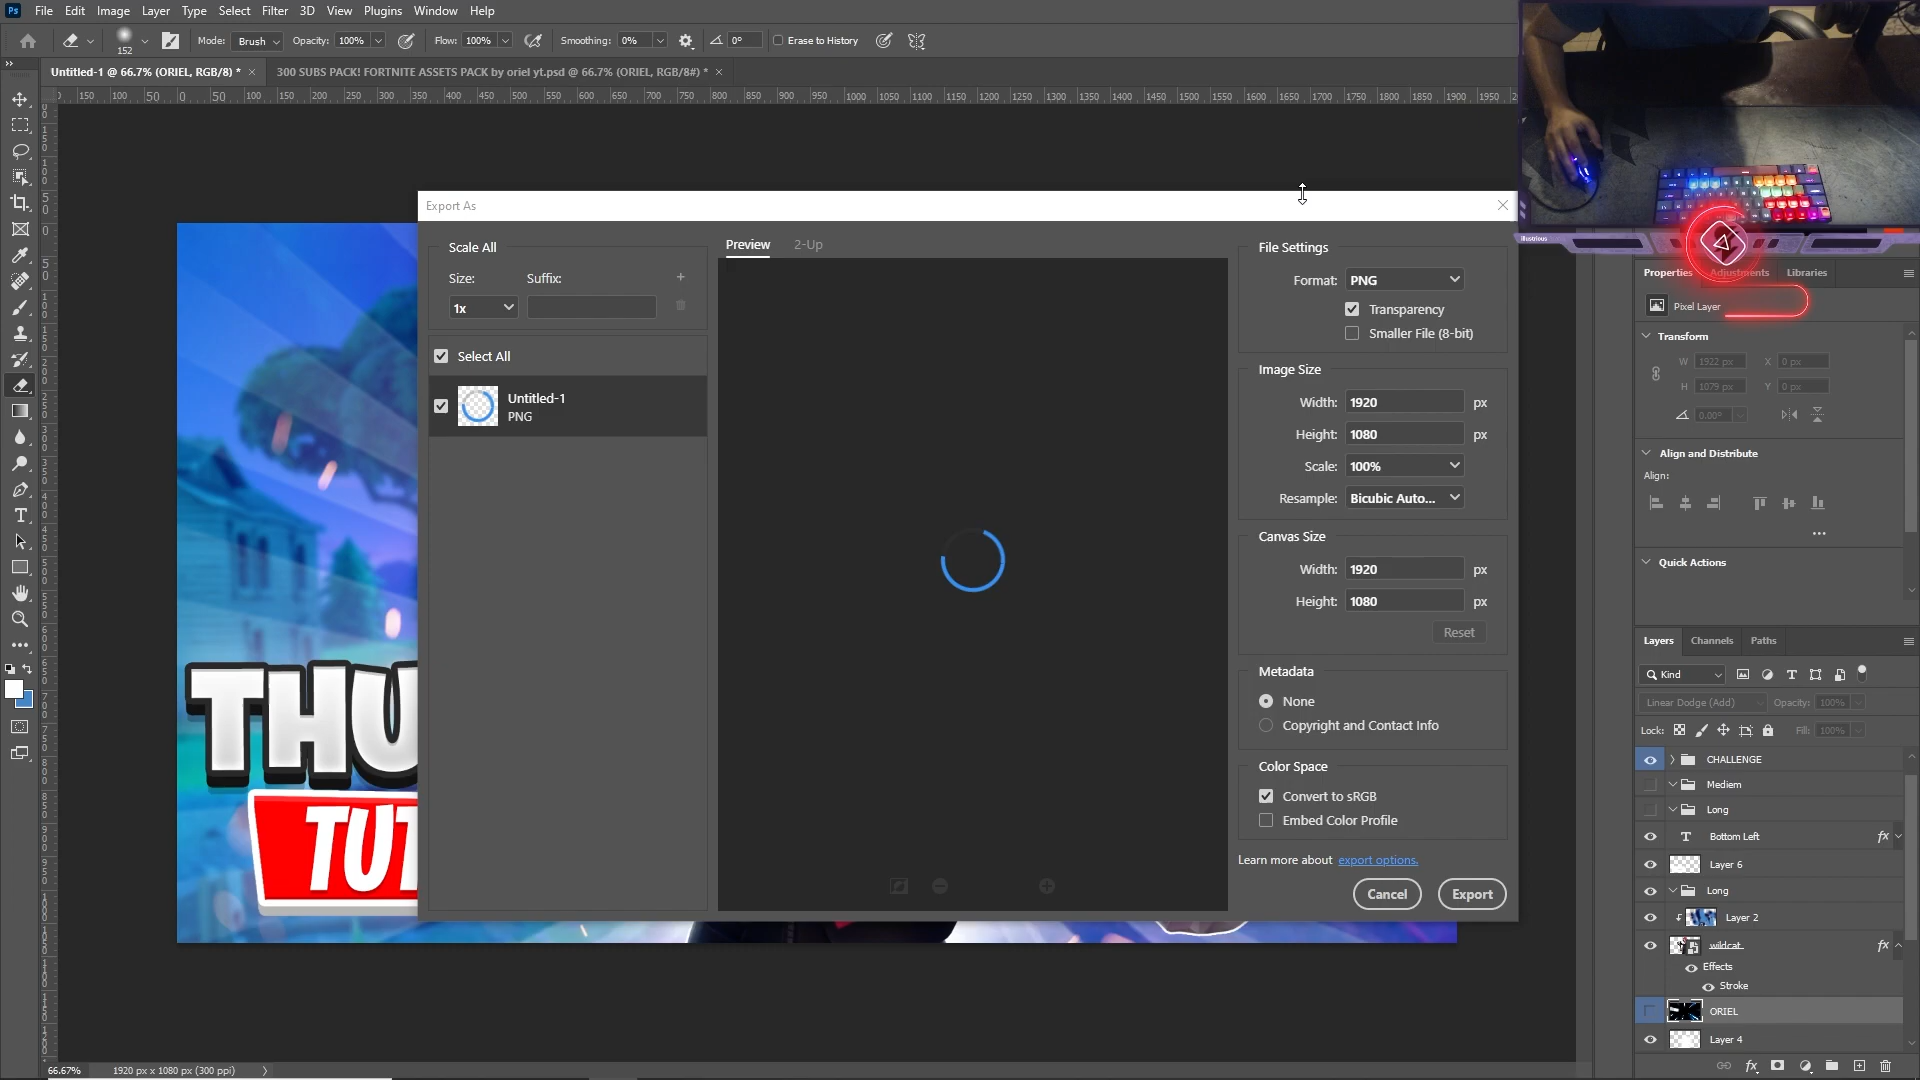 Ps File Edit Image Layer Type Select Filter 3D View Plugins Window Help
152 Mode: Brush Opacity: 100% Flow: 100% Smoothing: 0% 0° Erase to History
Untitled-1 @ 66.7% (ORIEL, RGB/8) * × 300 SUBS PACK! FORTNITE ASSETS PACK by oriel yt.psd @ 66.7% (ORIEL, RGB/8#) * ×
150 100 50 0 50 100 150 200 250 300 350 400 450 500 550 600 650 700 750 800 850 900 950 1000 1050 1100 1150 1200 1250 1300 1350 1400 1450 1500 1550 1600 1650 1700 1750 1800 1850 1900 1950
Export As
Scale All
Size: Suffix:
1x
Select All
Untitled-1
PNG
Preview 2-Up
File Settings
Format: PNG
Transparency
Smaller File (8-bit)
Image Size
Width: 1920 px
Height: 1080 px
Scale: 100%
Resample: Bicubic Auto...
Canvas Size
Width: 1920 px
Height: 1080 px
Reset
Metadata
None
Copyright and Contact Info
Color Space
Convert to sRGB
Embed Color Profile
Learn more about export options.
Cancel Export
THU
TUT
illustrious
Properties Adjustments Libraries
Pixel Layer
Transform
W 1922 px X 0 px
H 1079 px Y 0 px
0.00°
Align and Distribute
Align:
Quick Actions
Layers Channels Paths
Kind
Linear Dodge (Add) Opacity: 100%
Lock: Fill: 100%
CHALLENGE
Mediem
Long
T Bottom Left fx
Layer 6
Long
Layer 2
wildcat fx
Effects
Stroke
ORIEL
Layer 4
66.67% 1920 px x 1080 px (300 ppi)